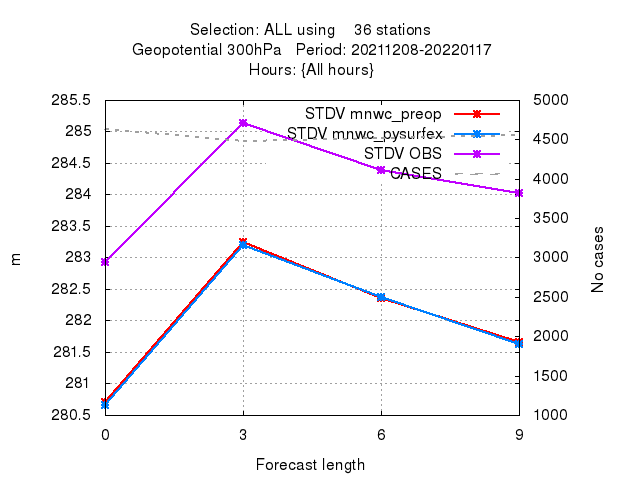 Selection: ALL using 36 stations
Geopotential 300hPa Period: 20211208-20220117
Hours: {All hours}
STDV mnwc_preop
STDV mnwc_pysurfex
STDV OBS
CASES
285.5
285
284.5
284
283.5
283
282.5
282
281.5
281
280.5
5000
4500
4000
3500
3000
2500
2000
1500
1000
m
No cases
0 3 6 9
Forecast length